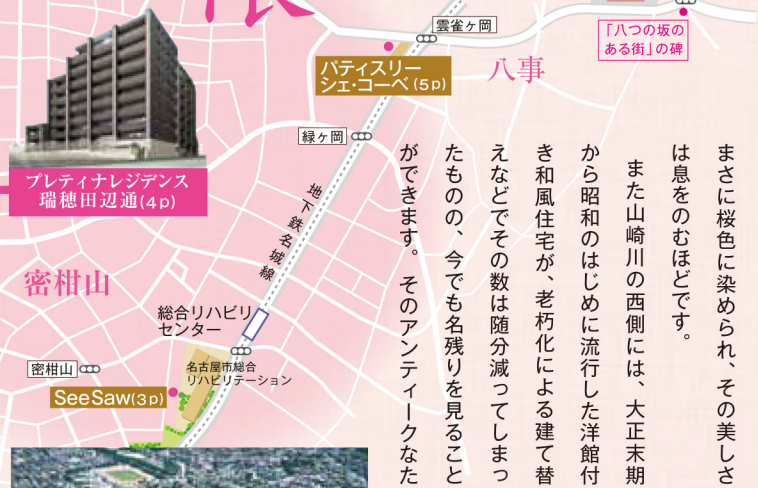 雲雀ヶ岡
「八つの坂の
ある街」の碑
パティスリー
シェ・コーベ(5p)
八事
緑ヶ岡
プレティナレジデンス
瑞穂田辺通(4p)
地下鉄名城線
密柑山
総合リハビリ
センター
密柑山
名古屋市総合
リハビリテーション
SeeSaw(3p)
まさに桜色に染められ、その美しさ
は息をのむほどです。
また山崎川の西側には、大正末期
から昭和のはじめに流行した洋館付
き和風住宅が、老朽化による建て替
えなどでその数は随分減ってしまっ
たものの、今でも名残りを見ること
ができます。そのアンティークなた